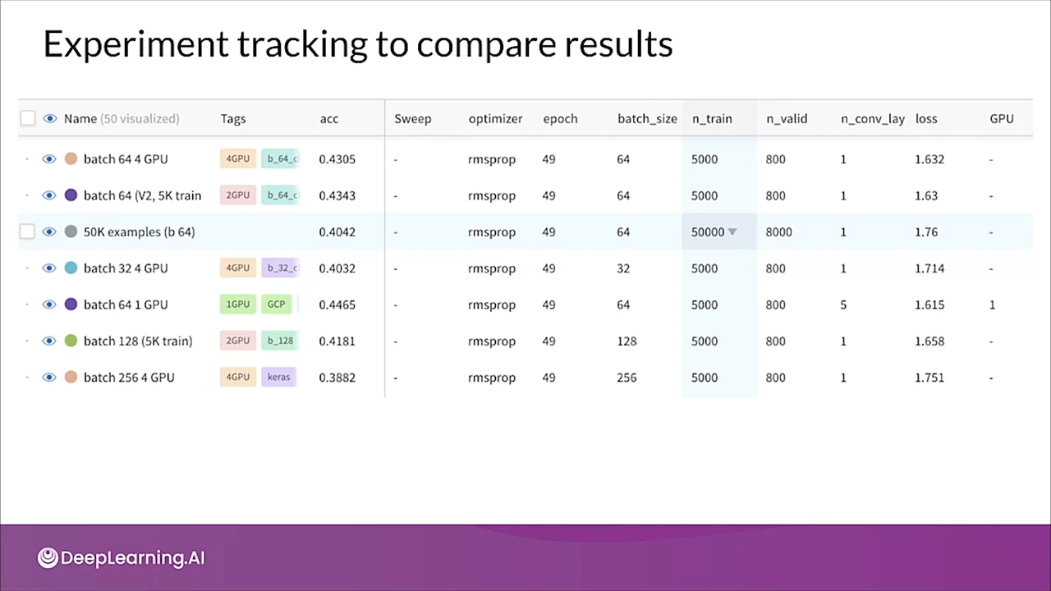 Experiment tracking to compare results
Name (50 visualized) Tags acc Sweep optimizer epoch batch_size n_train n_valid n_conv_lay loss GPU
batch 64 4 GPU 4GPU b_64_c 0.4305 - rmsprop 49 64 5000 800 1 1.632 -
batch 64 (V2, 5K train 2GPU b_64_c 0.4343 - rmsprop 49 64 5000 800 1 1.63 -
50K examples (b 64) 0.4042 - rmsprop 49 64 50000 8000 1 1.76 -
batch 32 4 GPU 4GPU b_32_c 0.4032 - rmsprop 49 32 5000 800 1 1.714 -
batch 64 1 GPU 1GPU GCP 0.4465 - rmsprop 49 64 5000 800 5 1.615 1
batch 128 (5K train) 2GPU b_128 0.4181 - rmsprop 49 128 5000 800 1 1.658 -
batch 256 4 GPU 4GPU keras 0.3882 - rmsprop 49 256 5000 800 1 1.751 -
DeepLearning.AI